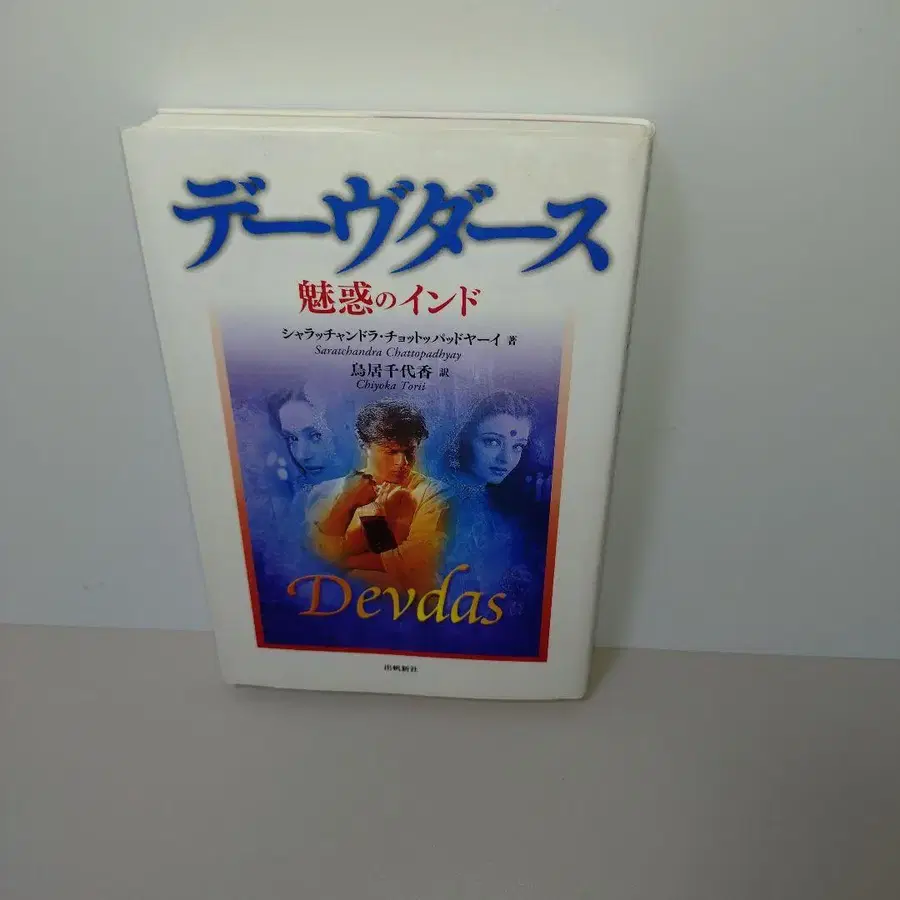 デーヴダース
魅惑のインド
シャラッチャンドラ・チョットッパッドヤーイ 著
Saratchandra Chattopadhyay
鳥居千代香 訳
Chiyoka Torii
Devdas
出帆新社